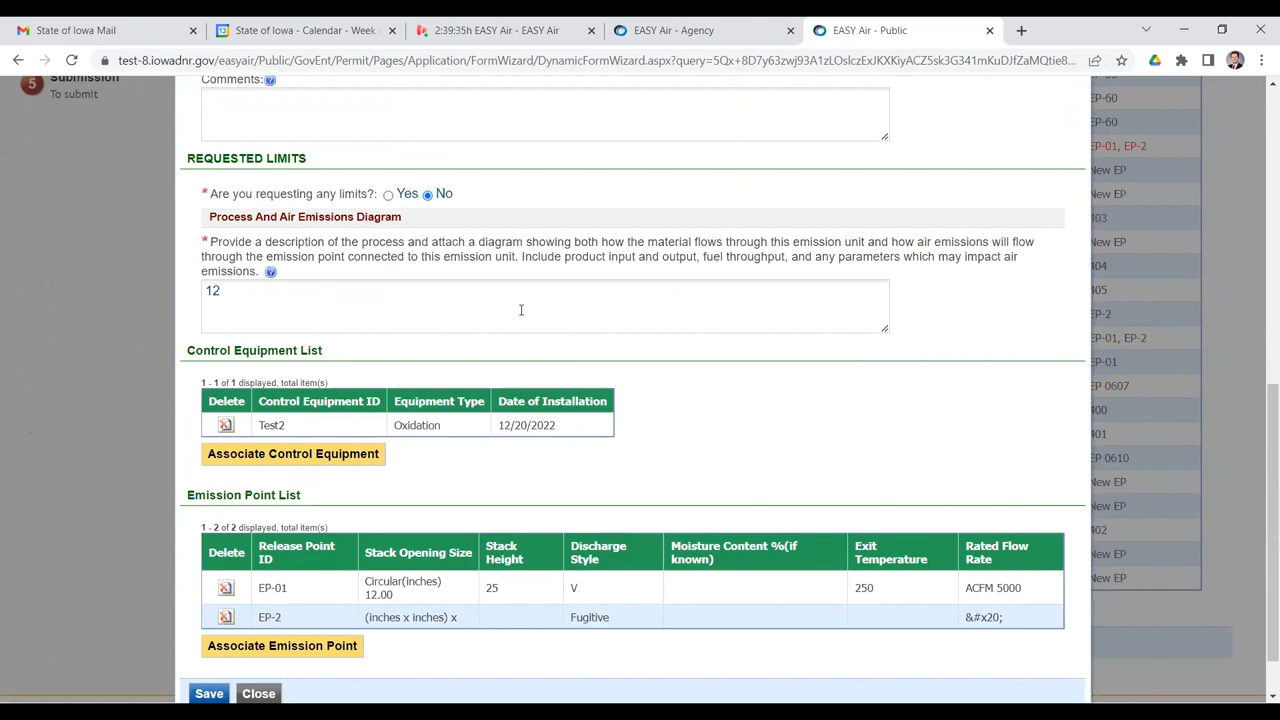 State of Iowa Mail
State of Iowa - Calendar - Week
2:39:35h EASY Air - EASY Air
EASY Air - Agency
EASY Air - Public
test-8.iowadnr.gov/easyair/Public/GovEnt/Permit/Pages/Application/FormWizard/DynamicFormWizard.aspx?query=5Qx+8D7y63zwj93A1zLOslczExJKXKiyACZ5sk3G341mKuDJfZaMQtie8...
5 Submission
To submit
Comments:
REQUESTED LIMITS
* Are you requesting any limits?: Yes No
Process And Air Emissions Diagram
* Provide a description of the process and attach a diagram showing both how the material flows through this emission unit and how air emissions will flow
through the emission point connected to this emission unit. Include product input and output, fuel throughput, and any parameters which may impact air
emissions.
12
Control Equipment List
1 - 1 of 1 displayed, total item(s)
Delete Control Equipment ID Equipment Type Date of Installation
Test2 Oxidation 12/20/2022
Associate Control Equipment
Emission Point List
1 - 2 of 2 displayed, total item(s)
Delete Release Point ID Stack Opening Size Stack Height Discharge Style Moisture Content %(if known) Exit Temperature Rated Flow Rate
EP-01 Circular(inches) 12.00 25 V 250 ACFM 5000
EP-2 (inches x inches) x Fugitive &#x20;
Associate Emission Point
Save Close
EP-60
EP-60
EP-01, EP-2
New EP
New EP
403
New EP
404
405
EP-2
EP-01, EP-2
EP-01
EP 0607
400
401
EP 0610
New EP
New EP
402
New EP
New EP